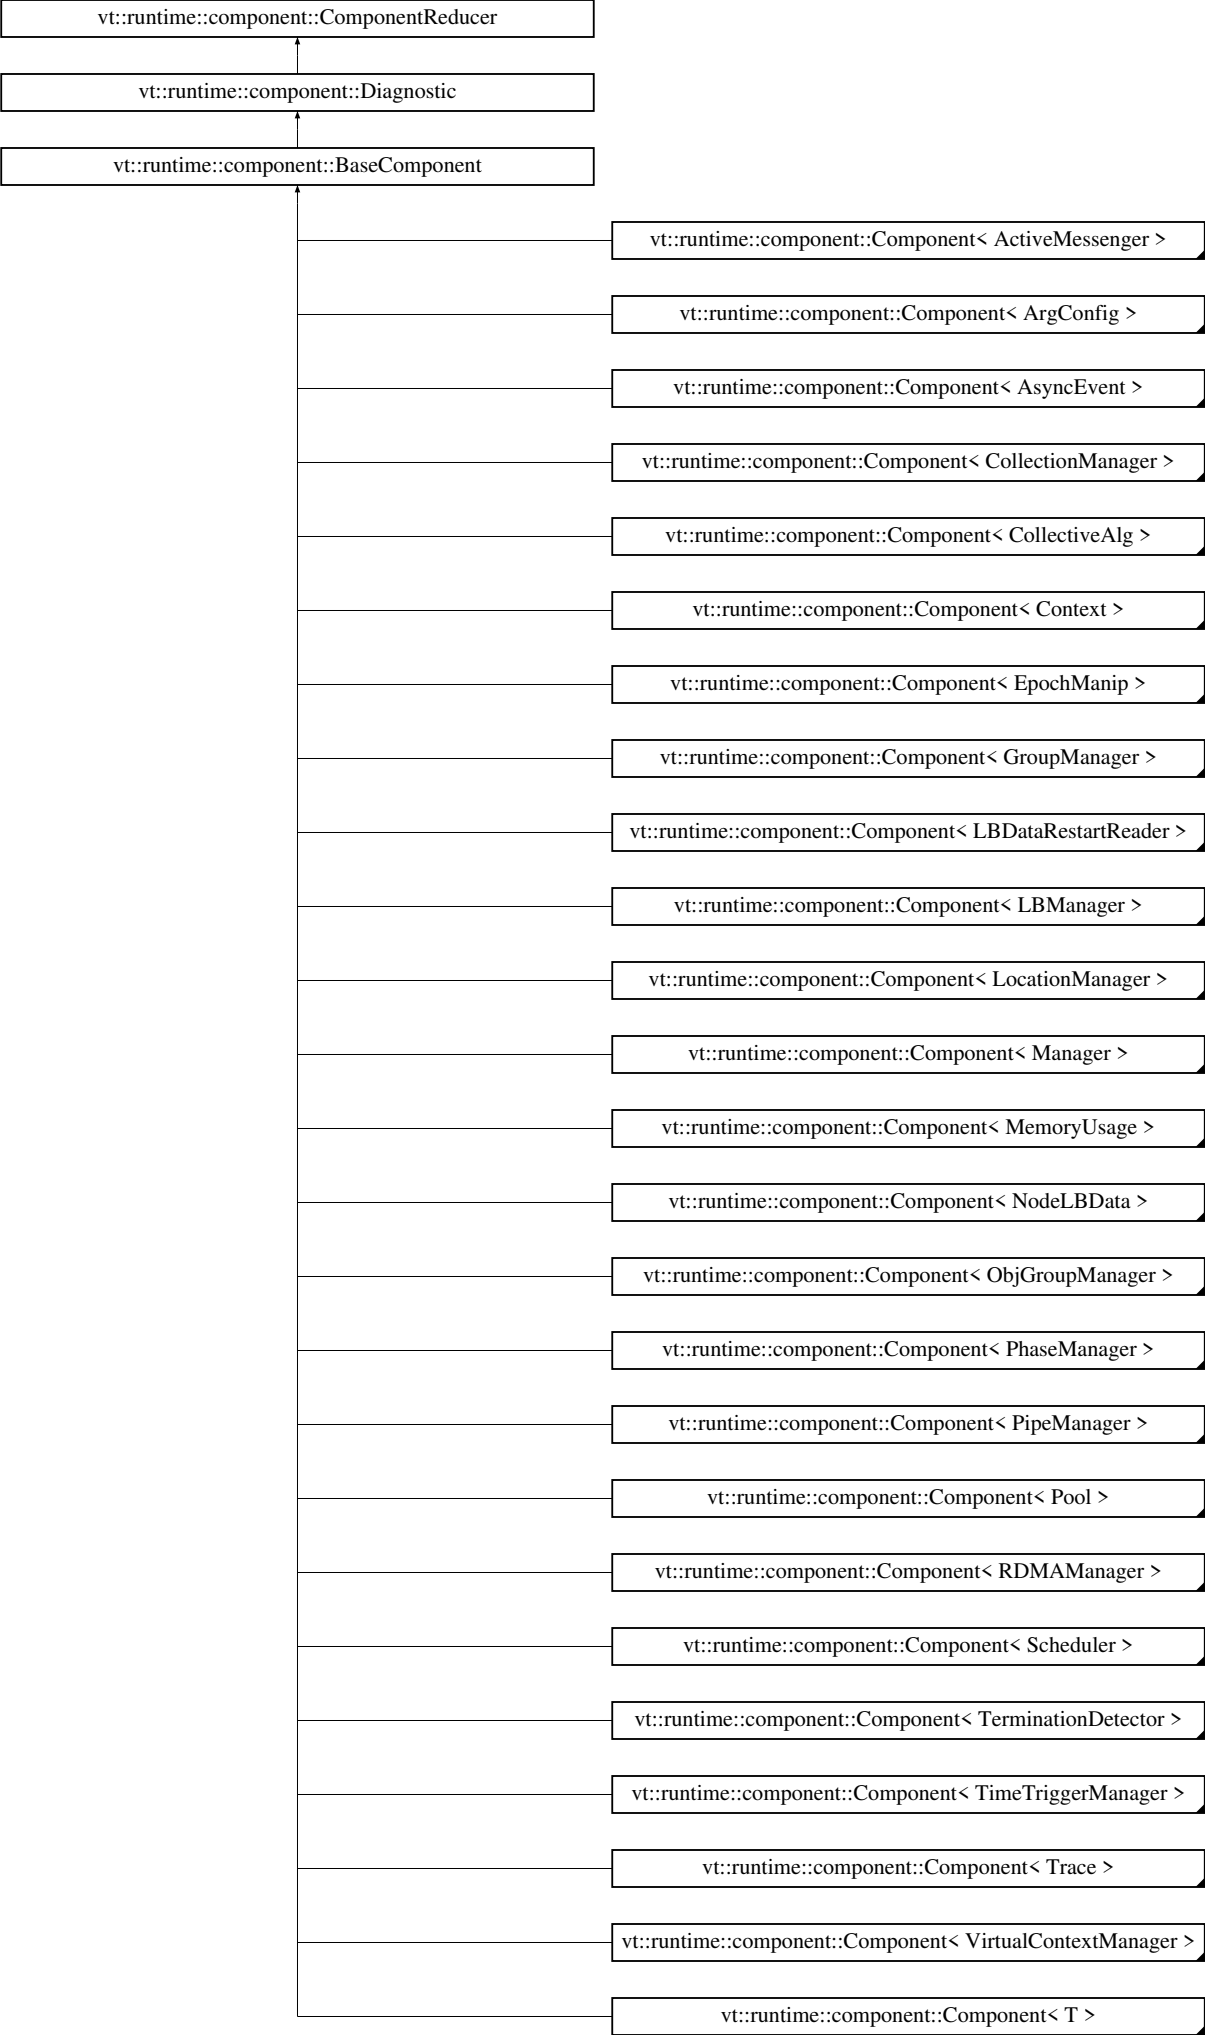 vt::runtime::component::ComponentReducer
vt::runtime::component::Diagnostic
vt::runtime::component::BaseComponent
vt::runtime::component::Component< ActiveMessenger >
vt::runtime::component::Component< ArgConfig >
vt::runtime::component::Component< AsyncEvent >
vt::runtime::component::Component< CollectionManager >
vt::runtime::component::Component< CollectiveAlg >
vt::runtime::component::Component< Context >
vt::runtime::component::Component< EpochManip >
vt::runtime::component::Component< GroupManager >
vt::runtime::component::Component< LBDataRestartReader >
vt::runtime::component::Component< LBManager >
vt::runtime::component::Component< LocationManager >
vt::runtime::component::Component< Manager >
vt::runtime::component::Component< MemoryUsage >
vt::runtime::component::Component< NodeLBData >
vt::runtime::component::Component< ObjGroupManager >
vt::runtime::component::Component< PhaseManager >
vt::runtime::component::Component< PipeManager >
vt::runtime::component::Component< Pool >
vt::runtime::component::Component< RDMAManager >
vt::runtime::component::Component< Scheduler >
vt::runtime::component::Component< TerminationDetector >
vt::runtime::component::Component< TimeTriggerManager >
vt::runtime::component::Component< Trace >
vt::runtime::component::Component< VirtualContextManager >
vt::runtime::component::Component< T >